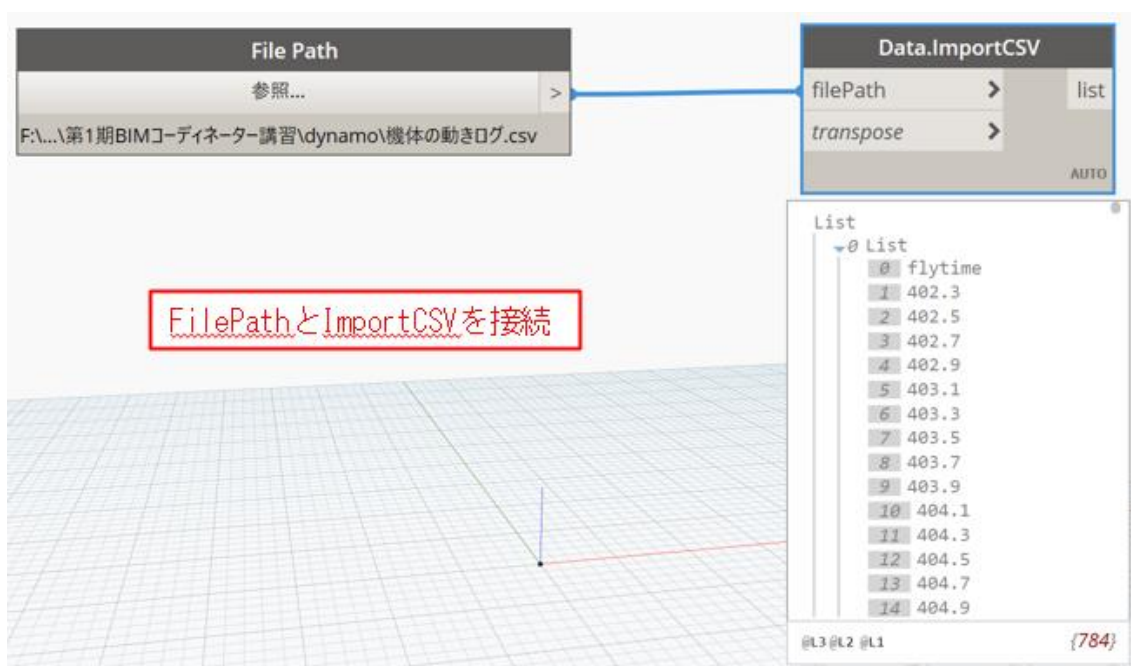 File Path
参照...
>
F:\...\第1期BIMコーディネーター講習\dynamo\機体の動きログ.csv
Data.ImportCSV
filePath > list
transpose >
AUTO
FilePathとImportCSVを接続
List
0 List
0 flytime
1 402.3
2 402.5
3 402.7
4 402.9
5 403.1
6 403.3
7 403.5
8 403.7
9 403.9
10 404.1
11 404.3
12 404.5
13 404.7
14 404.9
@L3 @L2 @L1 {784}